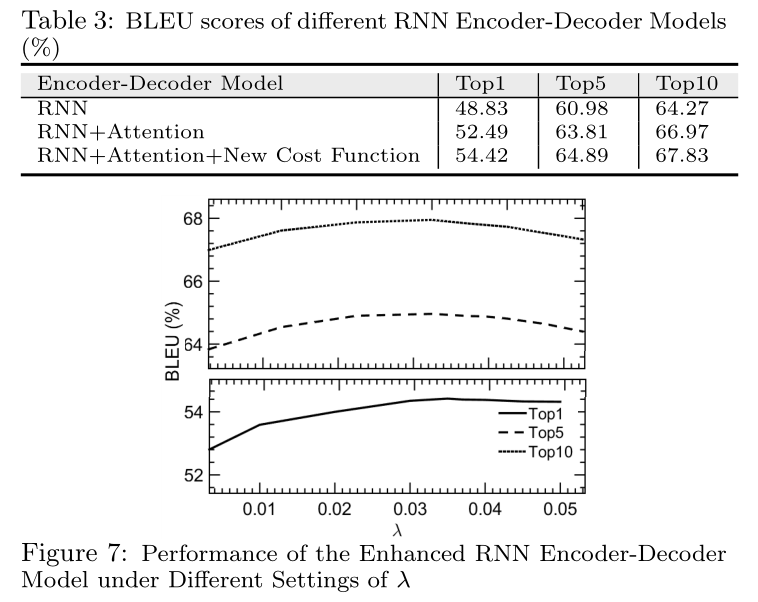 Table 3: BLEU scores of different RNN Encoder-Decoder Models
(%)
Encoder-Decoder Model Top1 Top5 Top10
RNN 48.83 60.98 64.27
RNN+Attention 52.49 63.81 66.97
RNN+Attention+New Cost Function 54.42 64.89 67.83
68
66
64
BLEU (%)
54
52
Top1
Top5
Top10
0.01 0.02 0.03 0.04 0.05
λ
Figure 7: Performance of the Enhanced RNN Encoder-Decoder
Model under Different Settings of λ